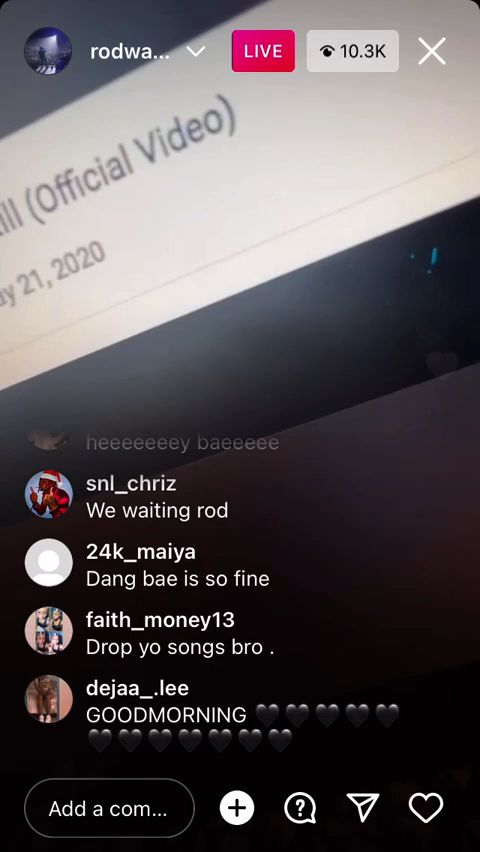 rodwa...
LIVE
10.3K
(Official Video)
21, 2020
heeeeeeey baeeeee
snl_chriz
We waiting rod
24k_maiya
Dang bae is so fine
faith_money13
Drop yo songs bro .
dejaa_.lee
GOODMORNING 🖤🖤🖤🖤🖤
🖤🖤🖤🖤🖤🖤🖤
Add a com...